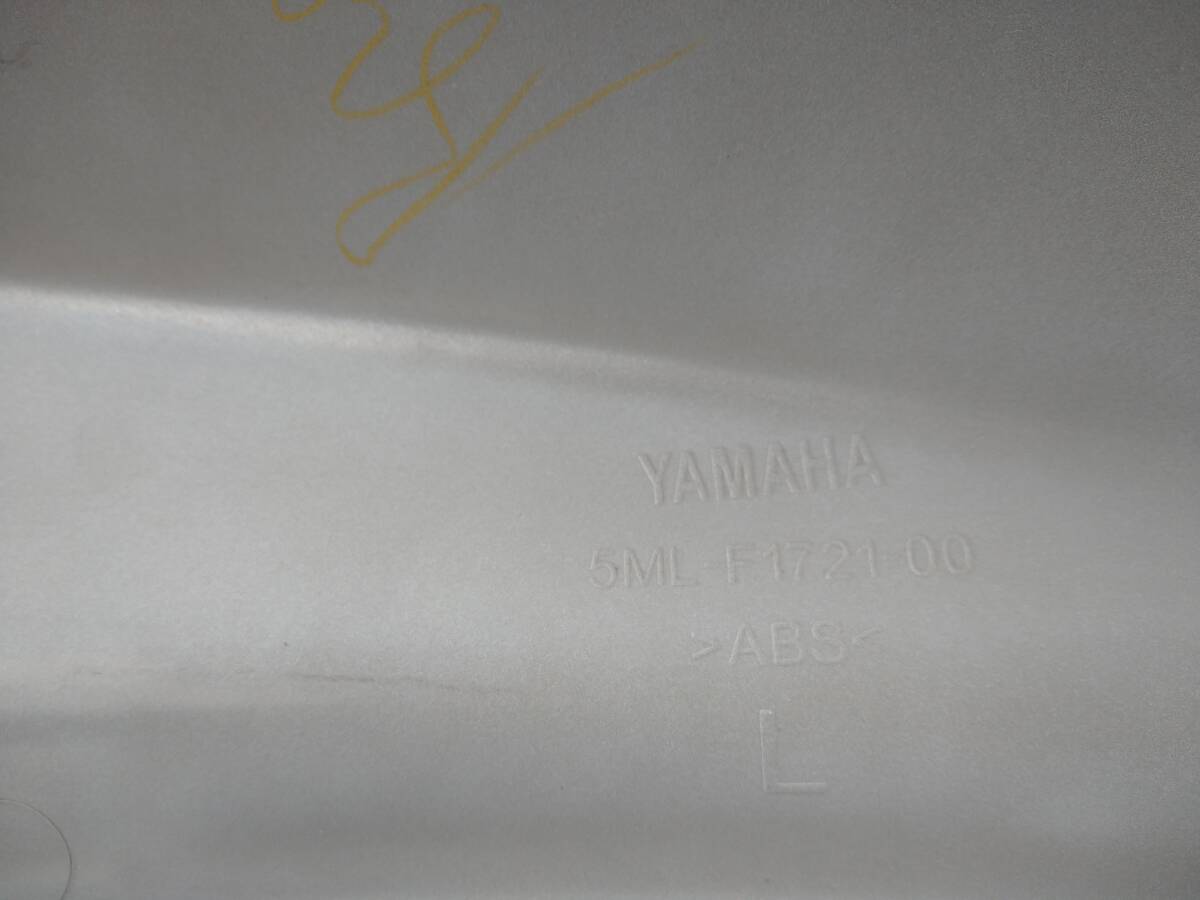 YAMAHA
5ML-F1721-00
>ABS<
L